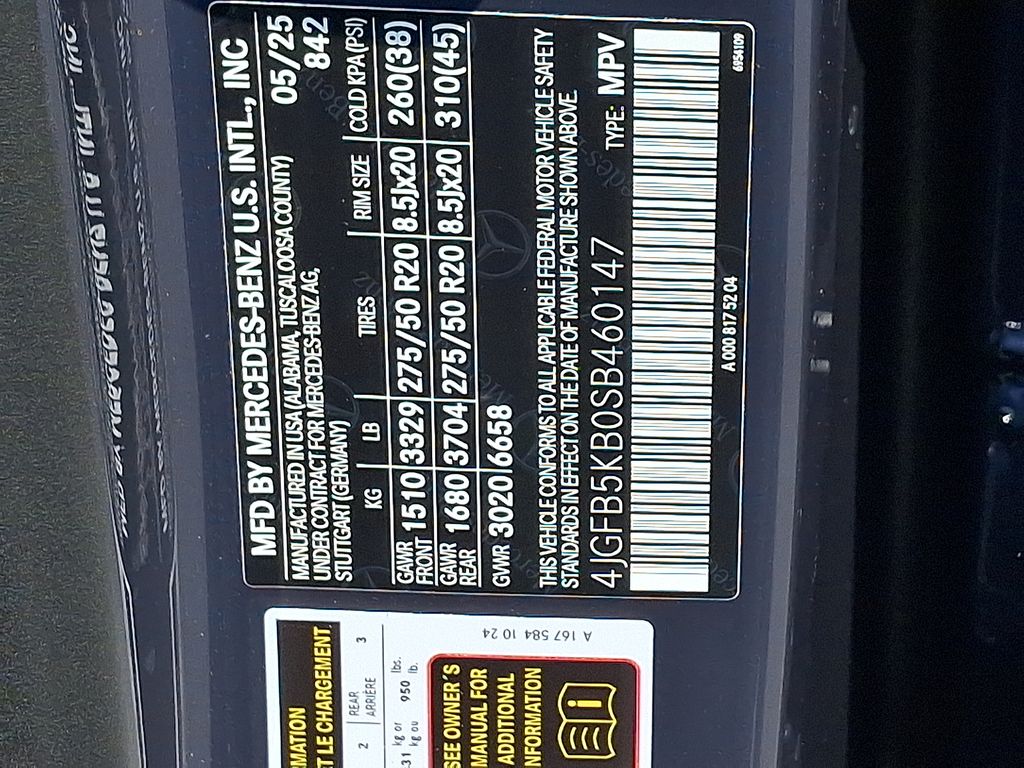 MFD BY MERCEDES-BENZ U.S. INTL., INC
MANUFACTURED IN USA (ALABAMA, TUSCALOOSA COUNTY) 05/25
UNDER CONTRACT FOR MERCEDES-BENZ AG, 842
STUTTGART (GERMANY)
KG LB TIRES RIM SIZE COLD KPA (PSI)
GAWR FRONT 1510 3329 275/50 R20 8.5Jx20 260(38)
GAWR REAR 1680 3704 275/50 R20 8.5Jx20 310(45)
GVWR 3020 6658
THIS VEHICLE CONFORMS TO ALL APPLICABLE FEDERAL MOTOR VEHICLE SAFETY
STANDARDS IN EFFECT ON THE DATE OF MANUFACTURE SHOWN ABOVE.
4JGFB5KB0SB460147 TYPE: MPV
A 000 817 52 04 6954109
ET LE CHARGEMENT
2 REAR 3
ARRIÈRE
kg or 950 lbs.
kg ou lb.
SEE OWNER'S
MANUAL FOR
ADDITIONAL
INFORMATION
A 167 584 10 24